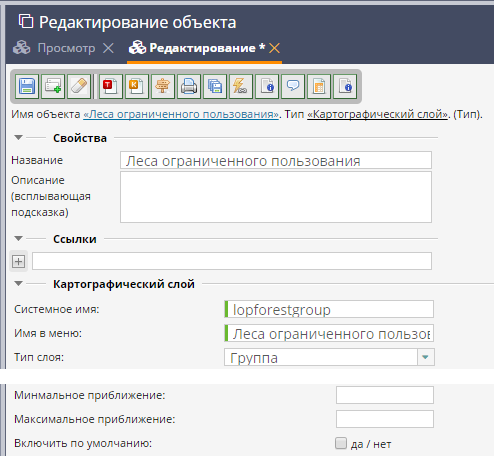 Редактирование объекта
Просмотр Редактирование *
Имя объекта «Леса ограниченного пользования». Тип «Картографический слой». (Тип).
Свойства
Название Леса ограниченного пользования
Описание
(всплывающая
подсказка)
Ссылки
Картографический слой
Системное имя: lopforestgroup
Имя в меню: Леса ограниченного пользов
Тип слоя: Группа
Минмальное приближение:
Максимальное приближение:
Включить по умолчанию: да / нет